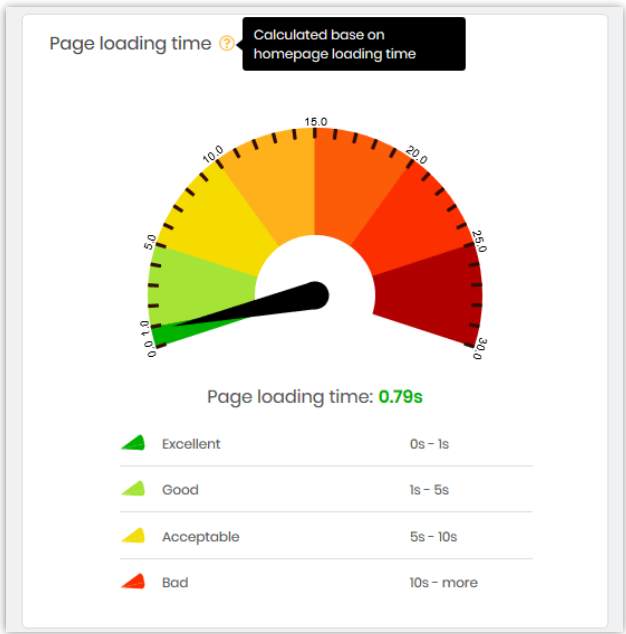 Page loading time ?
Calculated base on
homepage loading time
15.0
10.0
20.0
5.0
25.0
1.0
0.0
30.0
Page loading time: 0.79s
Excellent 0s - 1s
Good 1s - 5s
Acceptable 5s - 10s
Bad 10s - more